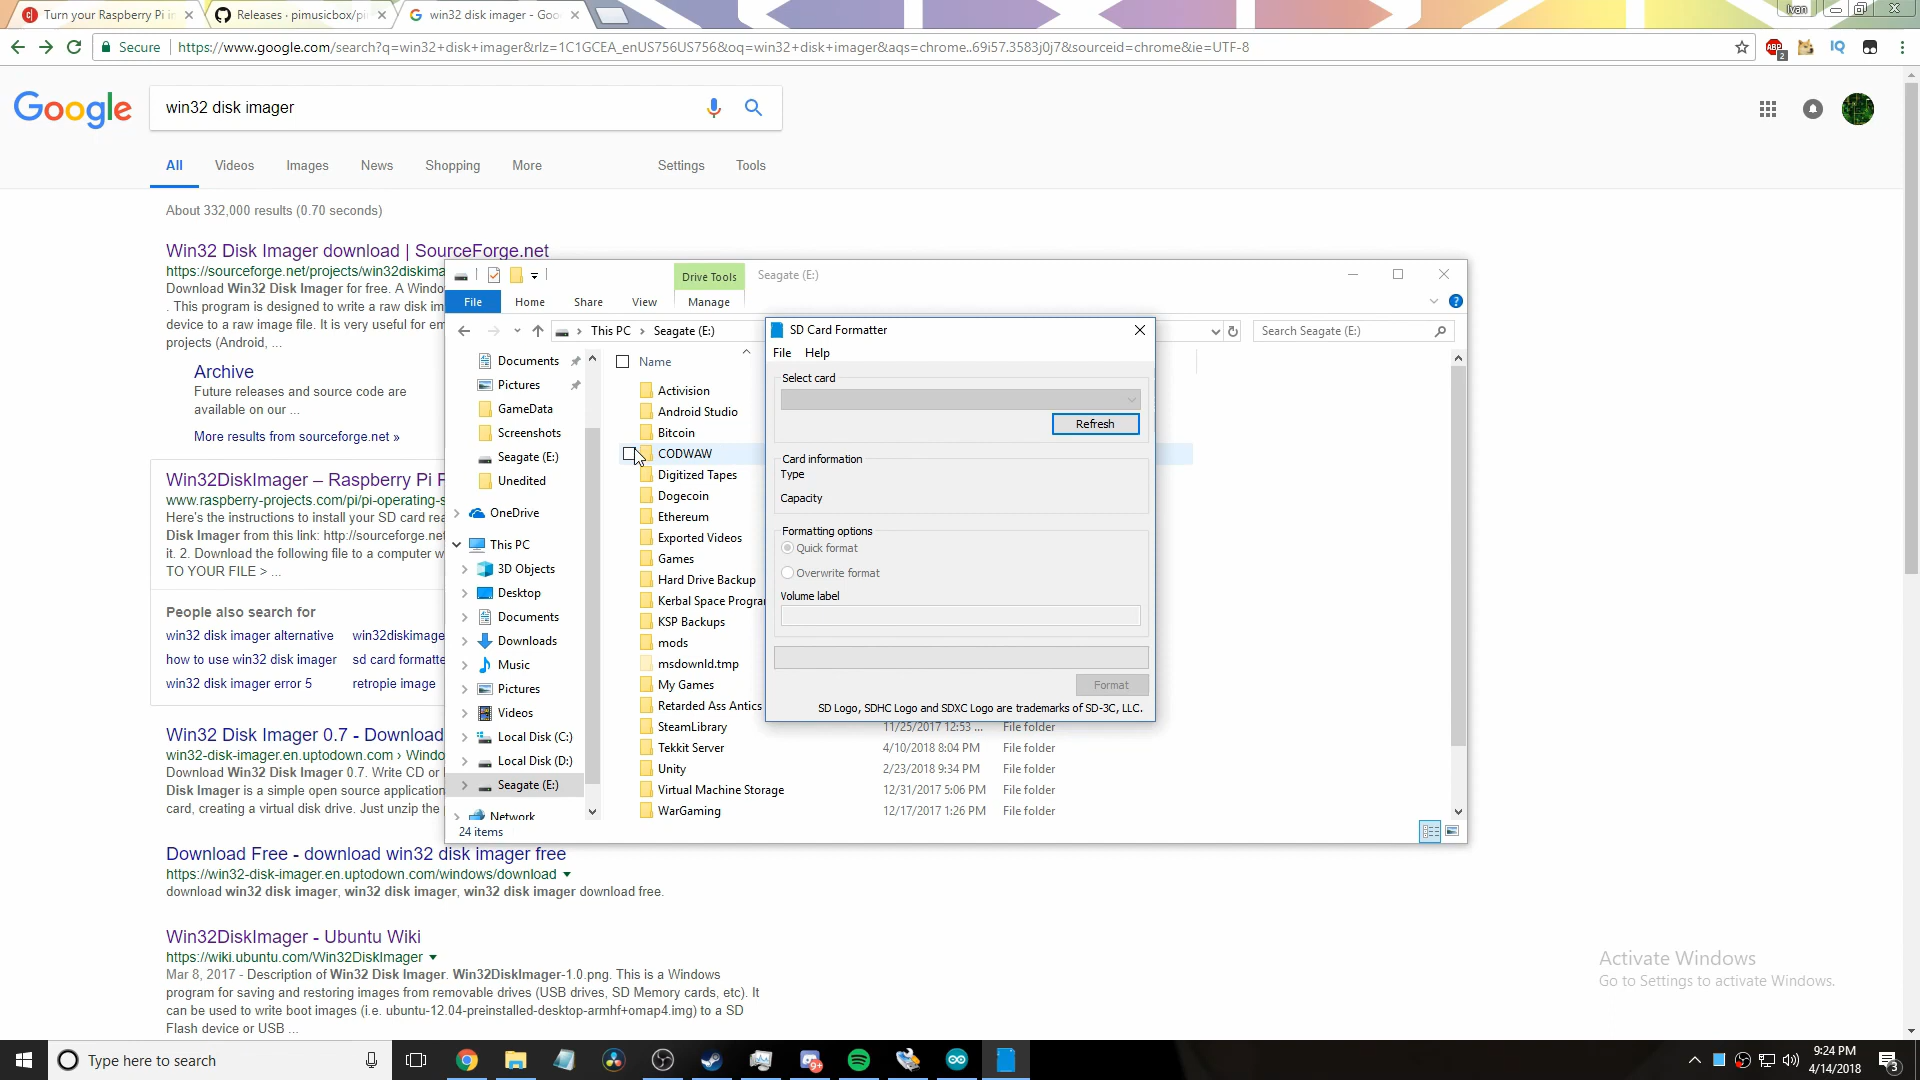 Turn your Raspberry Pi in
Releases · pimusicbox/pi
win32 disk imager - Goo
Ivan
Secure
https://www.google.com/search?q=win32+disk+imager&rlz=1C1GCEA_enUS756US756&oq=win32+disk+imager&aqs=chrome..69i57.3583j0j7&sourceid=chrome&ie=UTF-8
ABP
2
IQ
Google
win32 disk imager
All
Videos
Images
News
Shopping
More
Settings
Tools
About 332,000 results (0.70 seconds)
Win32 Disk Imager download | SourceForge.net
https://sourceforge.net/projects/win32diskima
Download Win32 Disk Imager for free. A Windo
. This program is designed to write a raw disk im
device to a raw image file. It is very useful for em
projects (Android, ...
Archive
Future releases and source code are
available on our ...
More results from sourceforge.net »
Win32DiskImager – Raspberry Pi P
www.raspberry-projects.com/pi/pi-operating-s
Here's the instructions to install your SD card rea
Disk Imager from this link: http://sourceforge.net
it. 2. Download the following file to a computer w
TO YOUR FILE > ...
People also search for
win32 disk imager alternative
win32diskimage
how to use win32 disk imager
sd card formatte
win32 disk imager error 5
retropie image
Win32 Disk Imager 0.7 - Download
win-disk-imager.en.uptodown.com › Windo
Download Win32 Disk Imager 0.7. Write CD or
Disk Imager is a simple open source application
card, creating a virtual disk drive. Just unzip the
Download Free - download win32 disk imager free
https://win32-disk-imager.en.uptodown.com/windows/download
download win32 disk imager, win32 disk imager, win32 disk imager download free.
Win32DiskImager - Ubuntu Wiki
https://wiki.ubuntu.com/Win32DiskImager
Mar 8, 2017 - Description of Win32 Disk Imager. Win32DiskImager-1.0.png. This is a Windows
program for saving and restoring images from removable drives (USB drives, SD Memory cards, etc). It
can be used to write boot images (i.e. ubuntu-12.04-preinstalled-desktop-armhf+omap4.img) to a SD
Flash device or USB ...
Drive Tools
Seagate (E:)
File
Home
Share
View
Manage
This PC
Seagate (E:)
Search Seagate (E:)
Documents
Pictures
GameData
Screenshots
Seagate (E:)
Unedited
OneDrive
This PC
3D Objects
Desktop
Documents
Downloads
Music
Pictures
Videos
Local Disk (C:)
Local Disk (D:)
Seagate (E:)
Network
24 items
Name
Activision
Android Studio
Bitcoin
CODWAW
Digitized Tapes
Dogecoin
Ethereum
Exported Videos
Games
Hard Drive Backup
Kerbal Space Progra
KSP Backups
mods
msdownld.tmp
My Games
Retarded Ass Antics
SteamLibrary 11/25/2017 12:53 ... File folder
Tekkit Server 4/10/2018 8:04 PM File folder
Unity 2/23/2018 9:34 PM File folder
Virtual Machine Storage 12/31/2017 5:06 PM File folder
WarGaming 12/17/2017 1:26 PM File folder
SD Card Formatter
File
Help
Select card
Refresh
Card information
Type
Capacity
Formatting options
Quick format
Overwrite format
Volume label
Format
SD Logo, SDHC Logo and SDXC Logo are trademarks of SD-3C, LLC.
Activate Windows
Go to Settings to activate Windows.
Type here to search
9+
9:24 PM
4/14/2018
3